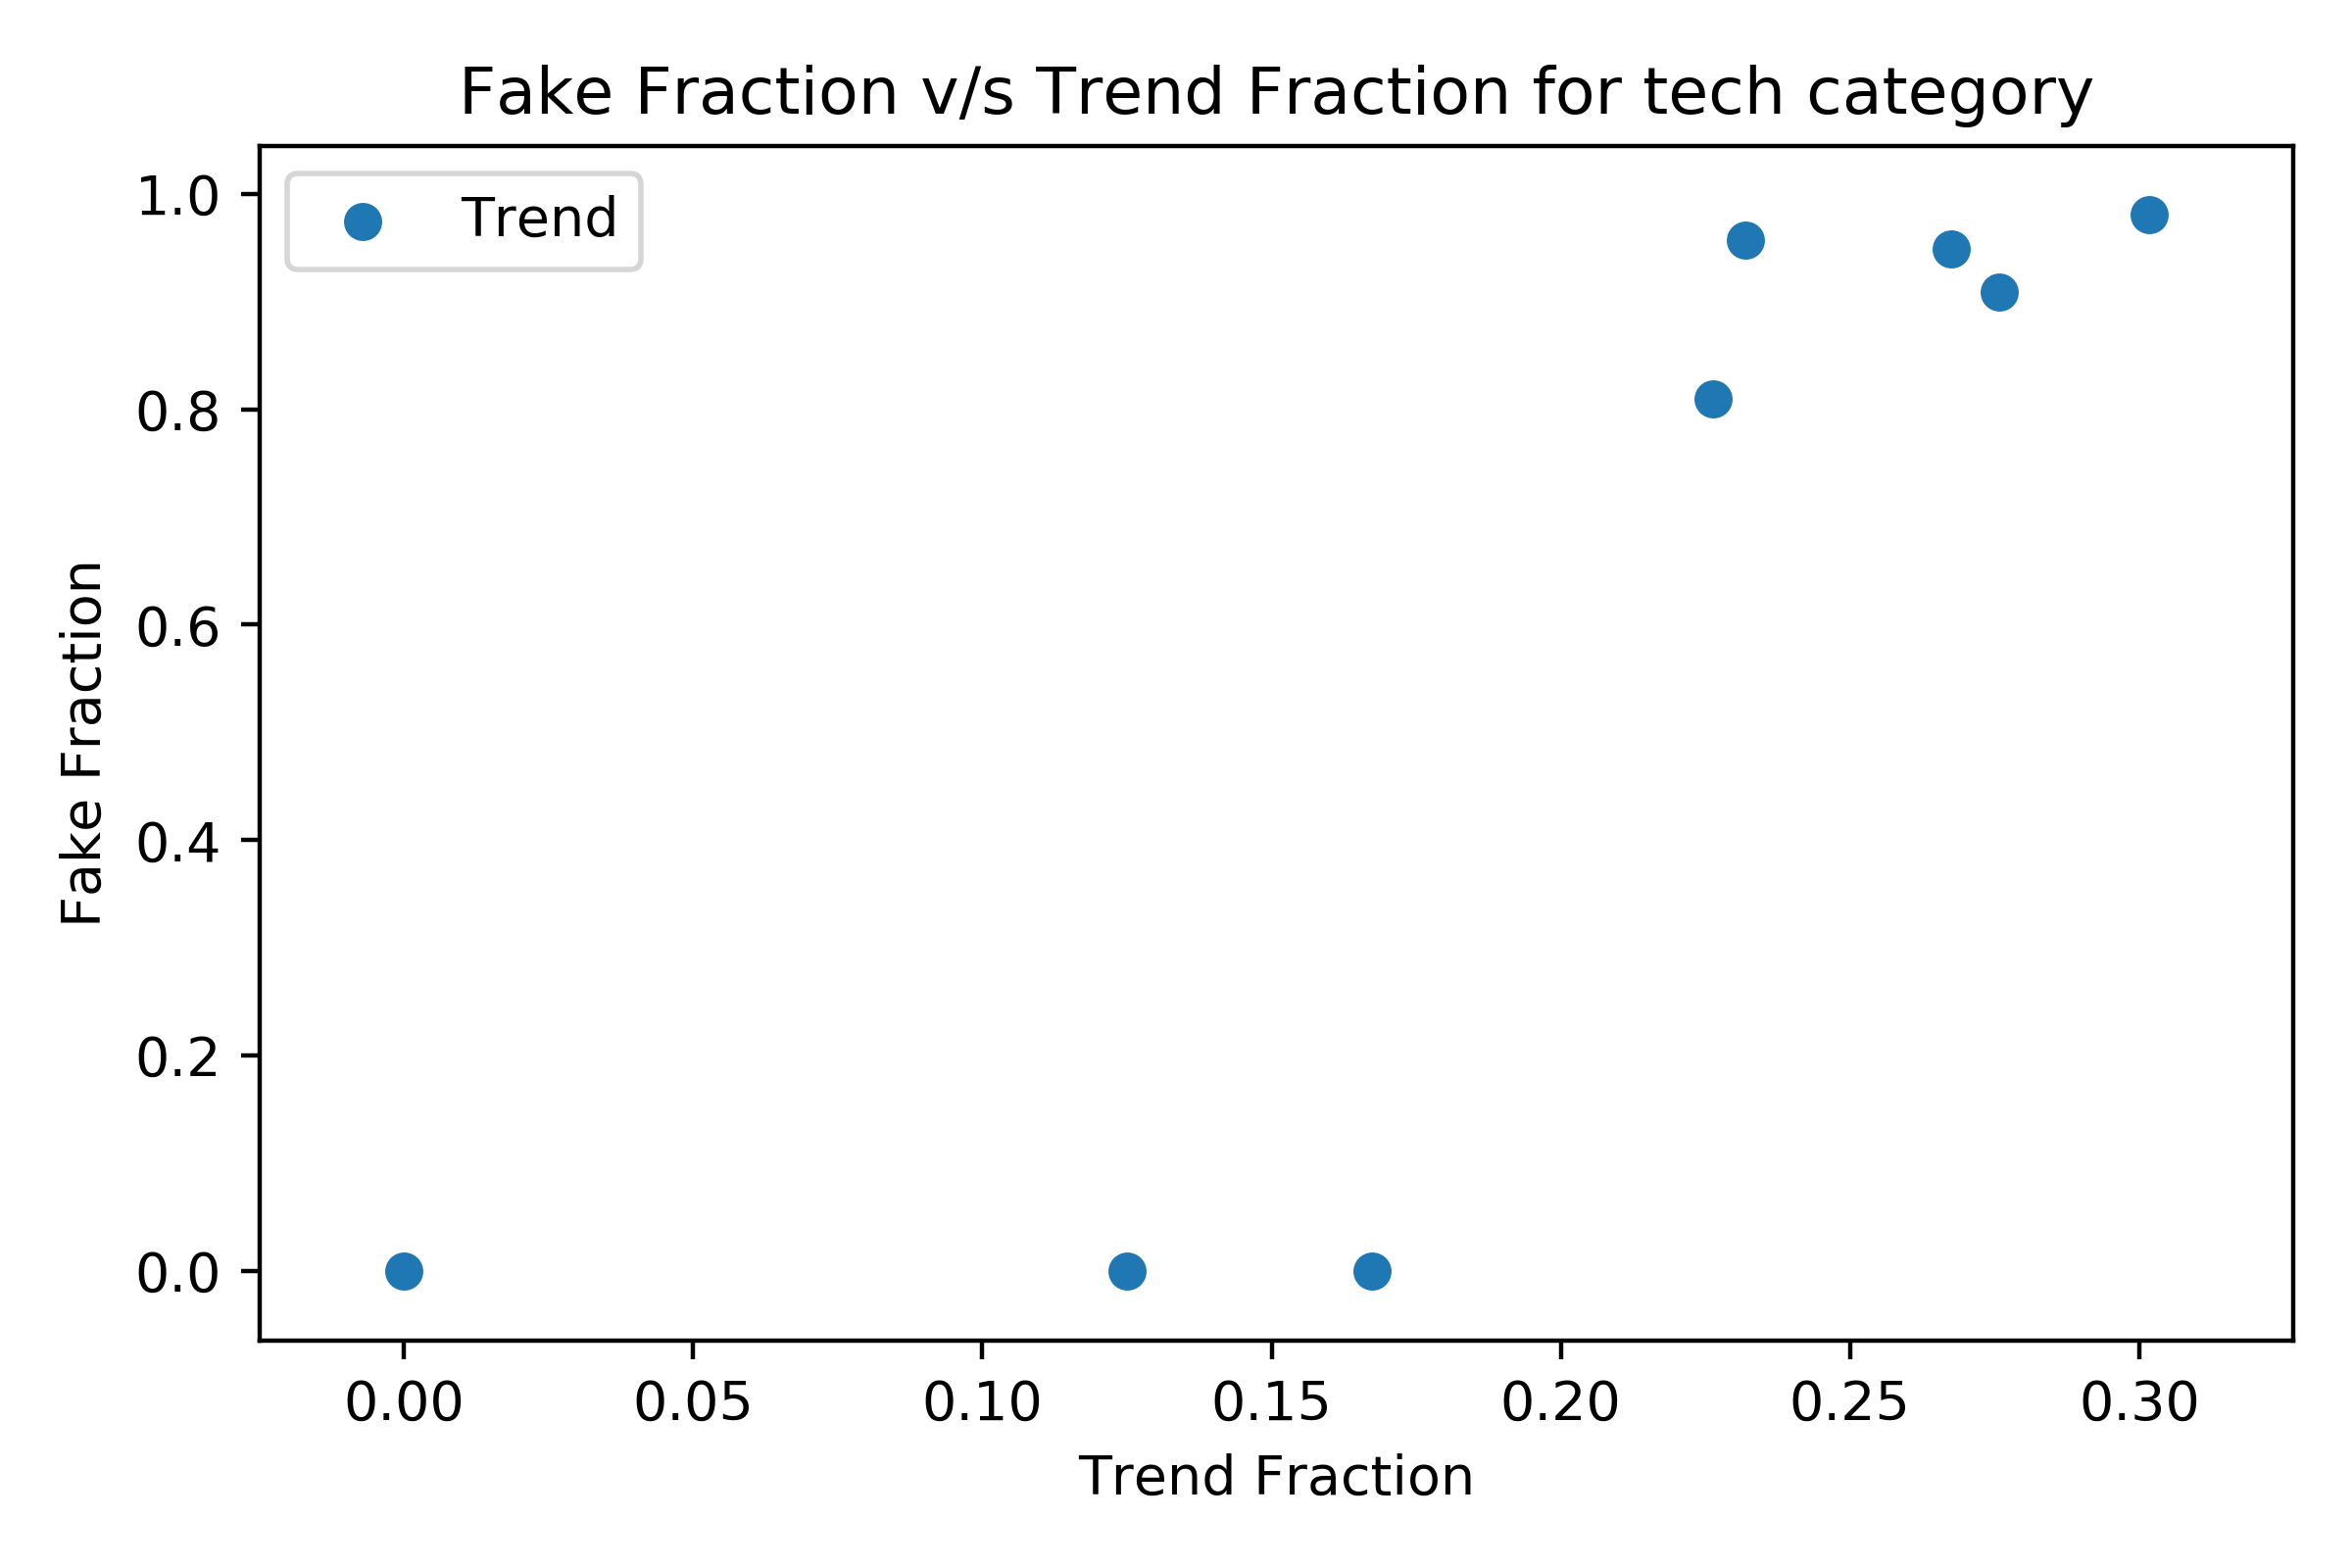 Fake Fraction v/s Trend Fraction for tech category
Trend
1.0
0.8
0.6
0.4
0.2
0.0
Fake Fraction
0.00 0.05 0.10 0.15 0.20 0.25 0.30
Trend Fraction